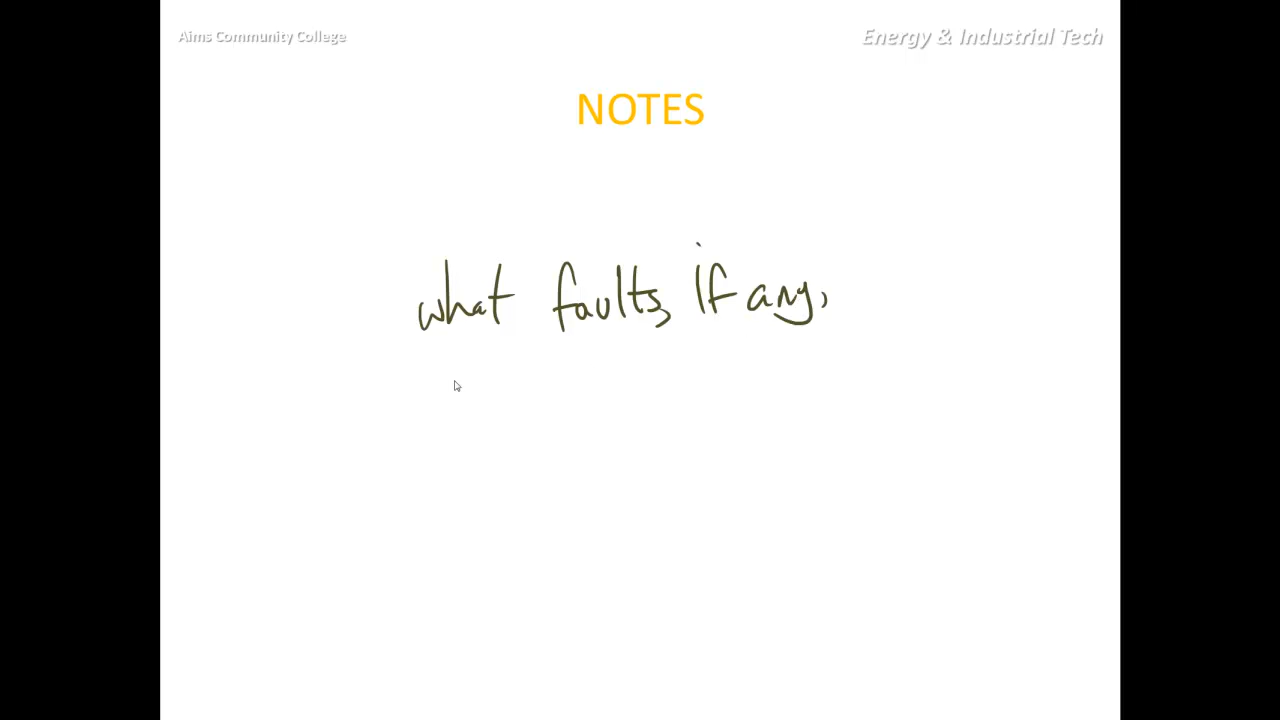 Aims Community College
Energy & Industrial Tech
NOTES
what faults, if any,